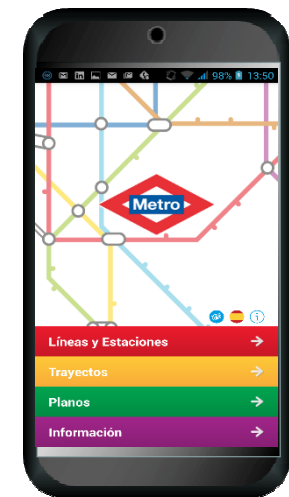 98% 13:50
Metro
Líneas y Estaciones
Trayectos
Planos
Información